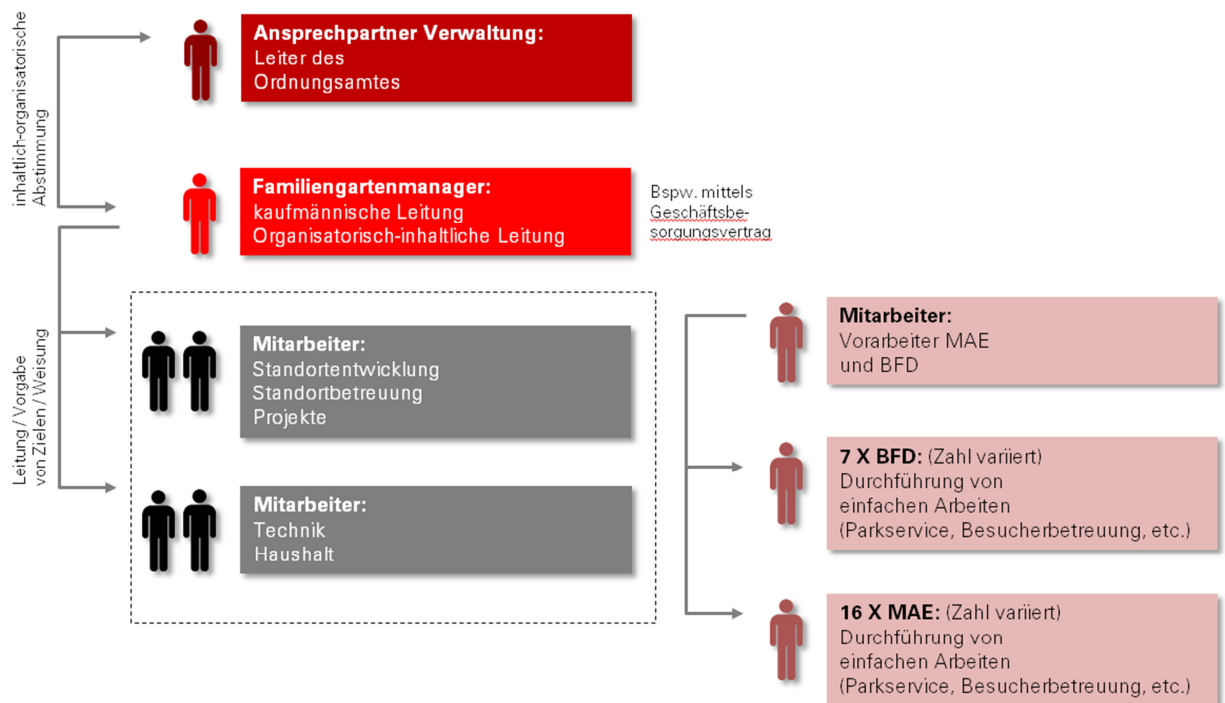 inhaltlich-organisatorische
Abstimmung
Ansprechpartner Verwaltung:
Leiter des
Ordnungsamtes
Familiengartenmanager:
kaufmännische Leitung
Organisatorisch-inhaltliche Leitung
Bspw. mittels
Geschäftsbe-
sorgungsvertrag
Leitung / Vorgabe
von Zielen / Weisung
Mitarbeiter:
Standortentwicklung
Standortbetreuung
Projekte
Mitarbeiter:
Technik
Haushalt
Mitarbeiter:
Vorarbeiter MAE
und BFD
7 X BFD: (Zahl variiert)
Durchführung von
einfachen Arbeiten
(Parkservice, Besucherbetreuung, etc.)
16 X MAE: (Zahl variiert)
Durchführung von
einfachen Arbeiten
(Parkservice, Besucherbetreuung, etc.)